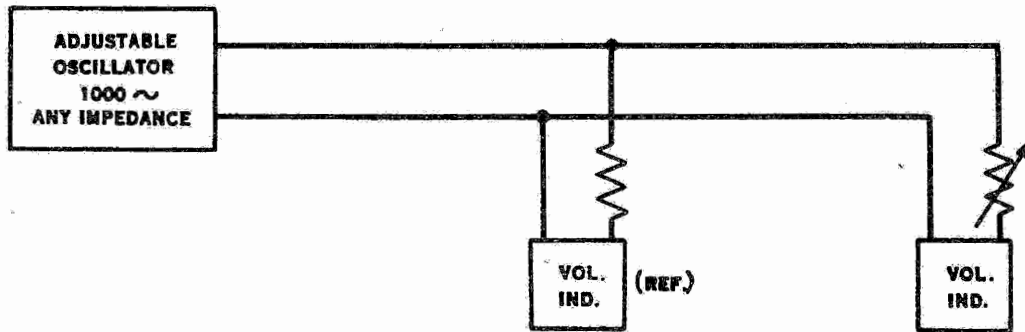 ADJUSTABLE
OSCILLATOR
1000 ~
ANY IMPEDANCE
VOL.
IND.
(REF.)
VOL.
IND.